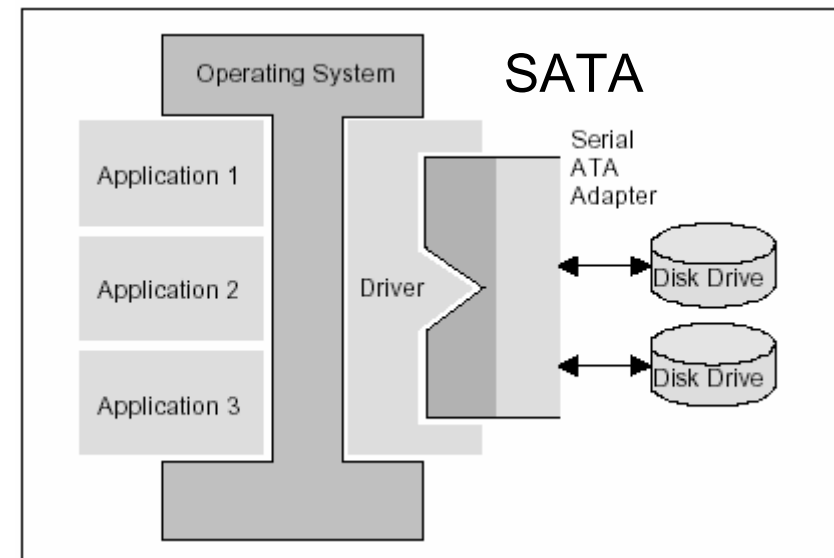 Operating System
SATA
Serial
ATA
Adapter
Application 1
Application 2
Application 3
Driver
Disk Drive
Disk Drive